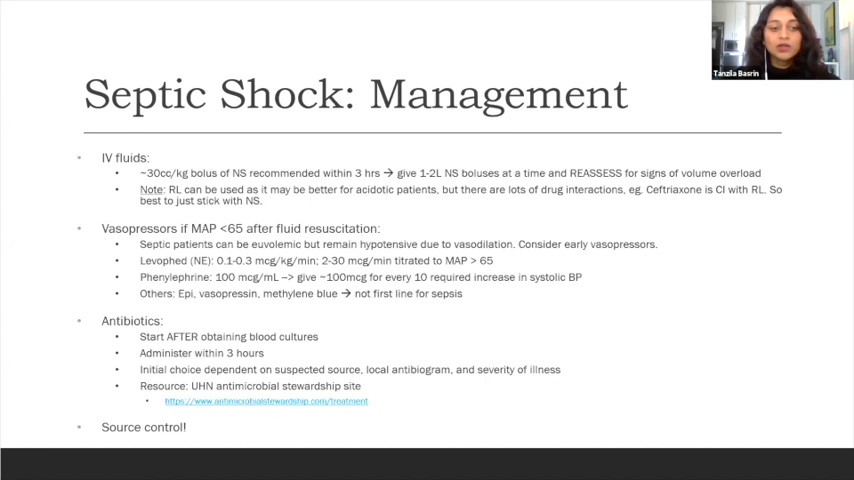 Tanzila Basrin
Septic Shock: Management
IV fluids:
~30cc/kg bolus of NS recommended within 3 hrs → give 1-2L NS boluses at a time and REASSESS for signs of volume overload
Note: RL can be used as it may be better for acidotic patients, but there are lots of drug interactions, eg. Ceftriaxone is CI with RL. So
best to just stick with NS.
Vasopressors if MAP <65 after fluid resuscitation:
Septic patients can be euvolemic but remain hypotensive due to vasodilation. Consider early vasopressors.
Levophed (NE): 0.1-0.3 mcg/kg/min; 2-30 mcg/min titrated to MAP > 65
Phenylephrine: 100 mcg/mL —> give ~100mcg for every 10 required increase in systolic BP
Others: Epi, vasopressin, methylene blue → not first line for sepsis
Antibiotics:
Start AFTER obtaining blood cultures
Administer within 3 hours
Initial choice dependent on suspected source, local antibiogram, and severity of illness
Resource: UHN antimicrobial stewardship site
https://www.antimicrobialstewardship.com/treatment
Source control!